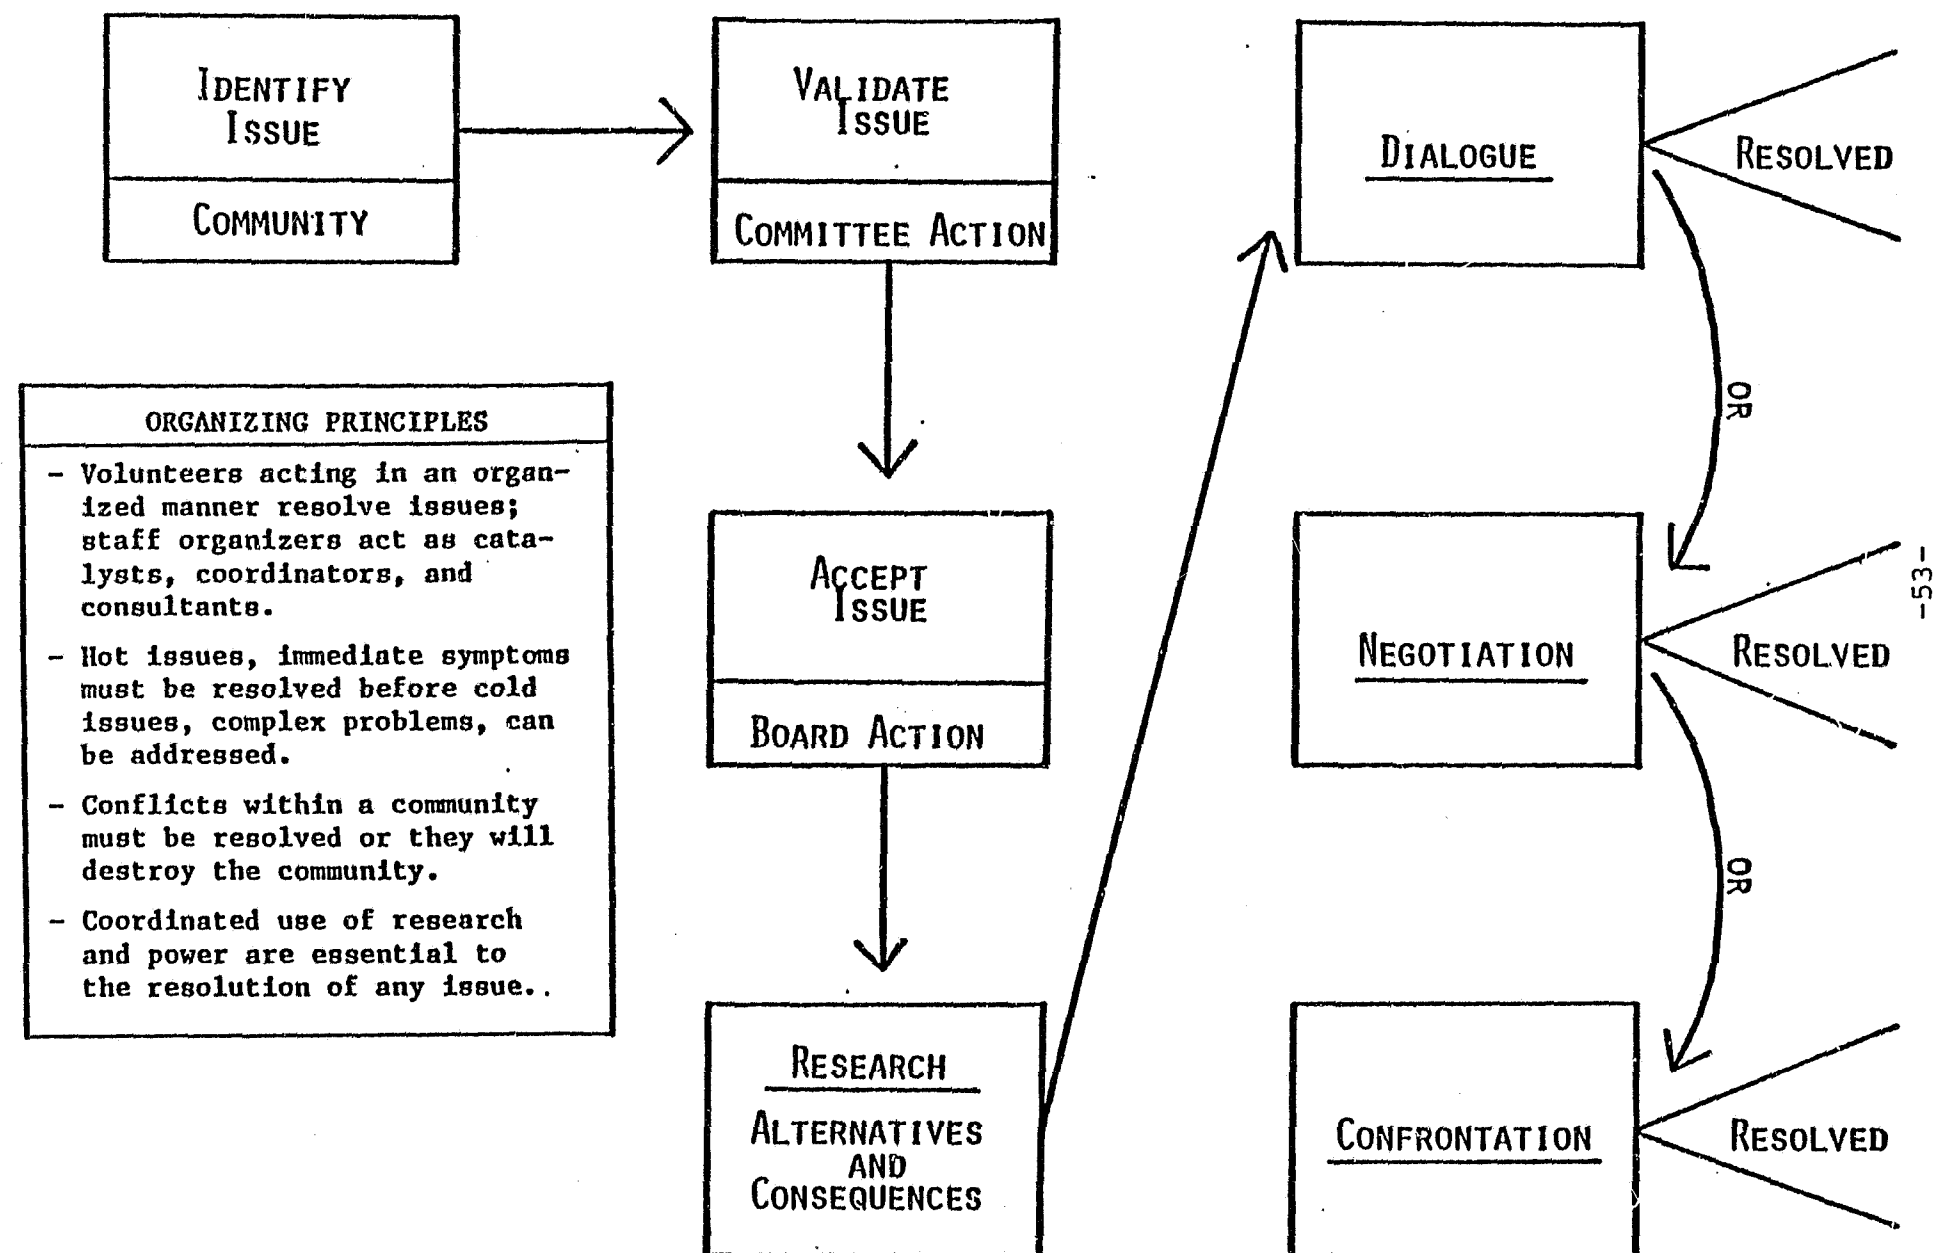 IDENTIFY
ISSUE
COMMUNITY
VALIDATE
ISSUE
COMMITTEE ACTION
ORGANIZING PRINCIPLES
- Volunteers acting in an organ-
ized manner resolve issues;
staff organizers act as cata-
lysts, coordinators, and
consultants.
- Hot issues, immediate symptoms
must be resolved before cold
issues, complex problems, can
be addressed.
- Conflicts within a community
must be resolved or they will
destroy the community.
- Coordinated use of research
and power are essential to
the resolution of any issue..
ACCEPT
ISSUE
BOARD ACTION
RESEARCH
ALTERNATIVES
AND
CONSEQUENCES
DIALOGUE
RESOLVED
OR
NEGOTIATION
RESOLVED
OR
CONFRONTATION
RESOLVED
-53-